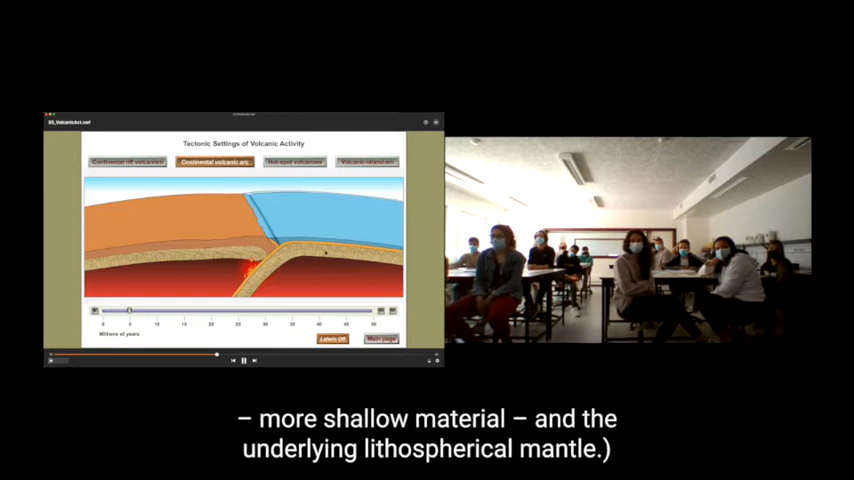 Tectonic Settings of Volcanic Activity
Continental rift volcanism Continental volcanic arc Hot-spot volcanoes Volcanic island-arc
0 5 10 15 20 25 30 35 40 45 50
Millions of years
Labels Off Main page
– more shallow material – and the
underlying lithospherical mantle.)